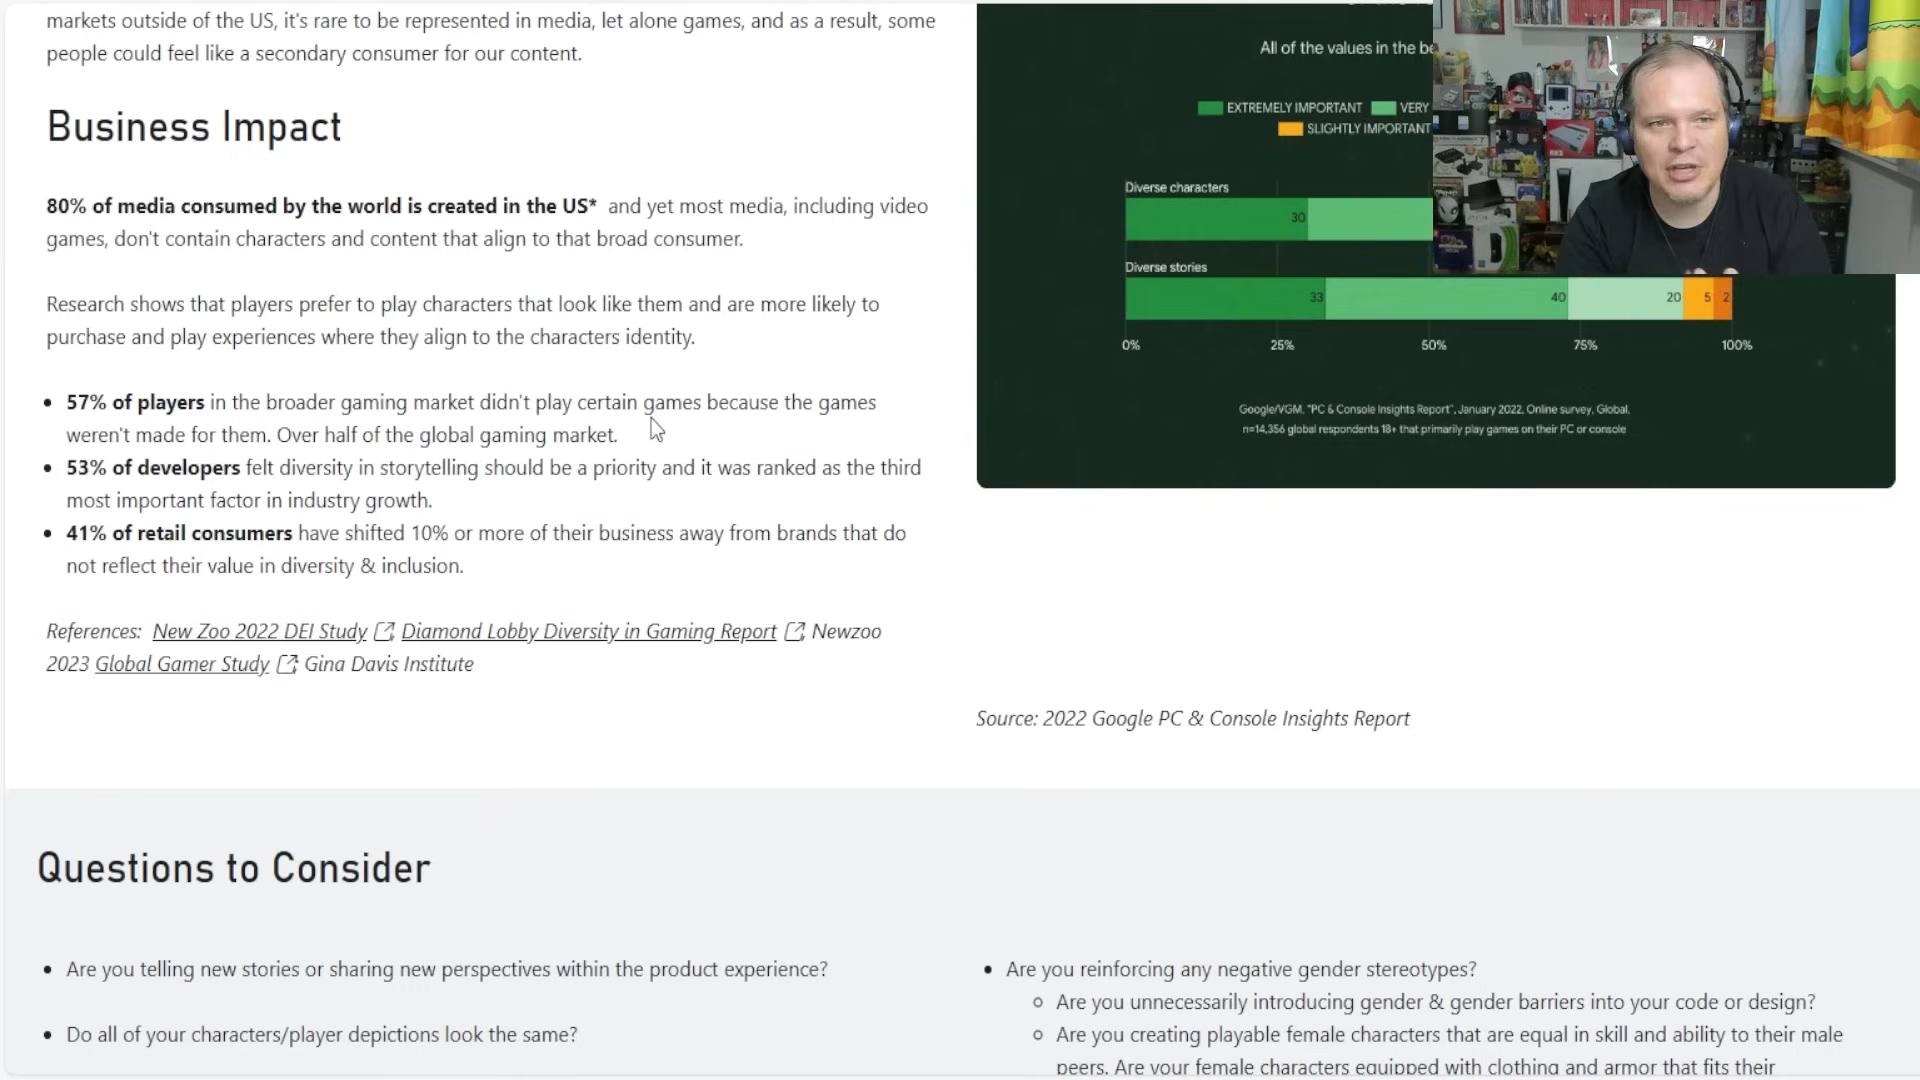 markets outside of the US, it's rare to be represented in media, let alone games, and as a result, some
people could feel like a secondary consumer for our content.
Business Impact
80% of media consumed by the world is created in the US* and yet most media, including video
games, don't contain characters and content that align to that broad consumer.
Research shows that players prefer to play characters that look like them and are more likely to
purchase and play experiences where they align to the characters identity.
• 57% of players in the broader gaming market didn't play certain games because the games
weren't made for them. Over half of the global gaming market.
• 53% of developers felt diversity in storytelling should be a priority and it was ranked as the third
most important factor in industry growth.
• 41% of retail consumers have shifted 10% or more of their business away from brands that do
not reflect their value in diversity & inclusion.
References: New Zoo 2022 DEI Study Diamond Lobby Diversity in Gaming Report Newzoo
2023 Global Gamer Study Gina Davis Institute
All of the values in the be
EXTREMELY IMPORTANT VERY
SLIGHTLY IMPORTANT
Diverse characters
30
Diverse stories
33 40 20 5 2
0% 25% 50% 75% 100%
Google/VGM, "PC & Console Insights Report", January 2022, Online survey, Global,
n=14,356 global respondents 18+ that primarily play games on their PC or console
Source: 2022 Google PC & Console Insights Report
Questions to Consider
• Are you telling new stories or sharing new perspectives within the product experience?
• Do all of your characters/player depictions look the same?
• Are you reinforcing any negative gender stereotypes?
○ Are you unnecessarily introducing gender & gender barriers into your code or design?
○ Are you creating playable female characters that are equal in skill and ability to their male
peers. Are your female characters equipped with clothing and armor that fits their